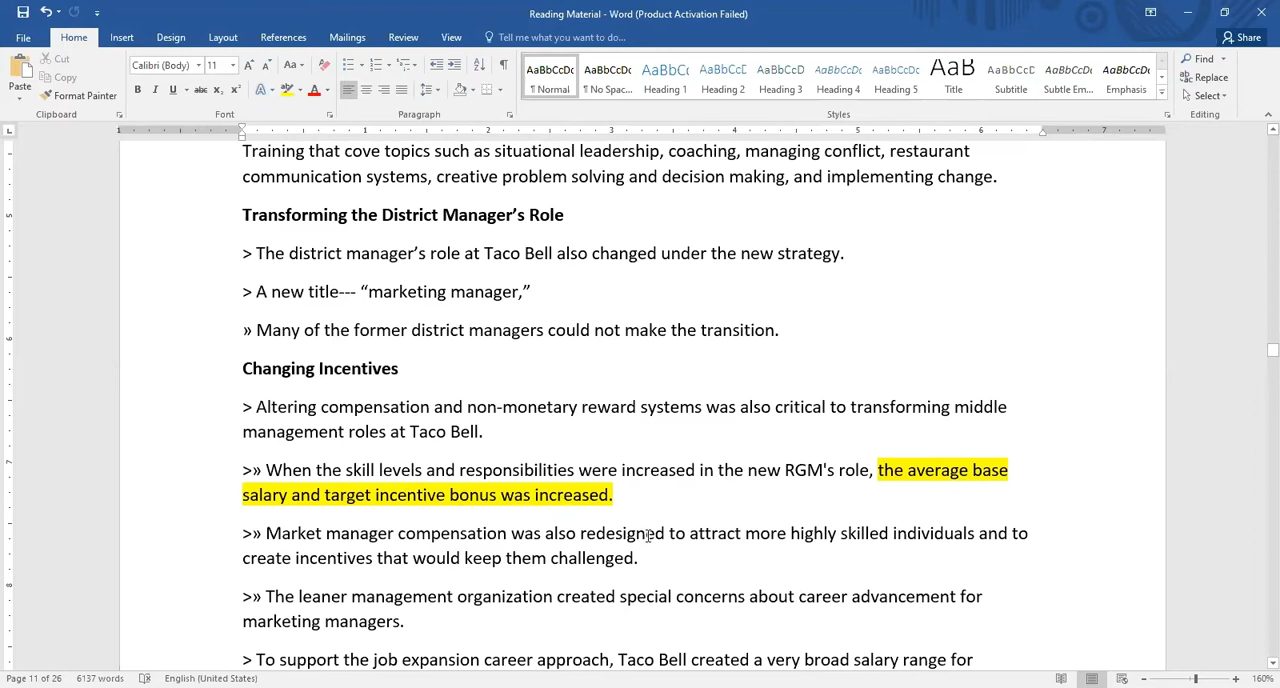 Reading Material - Word (Product Activation Failed)
File Home Insert Design Layout References Mailings Review View Tell me what you want to do... Share
Paste
Cut
Copy
Format Painter
Clipboard
Calibri (Body) 11
Font
Paragraph
AaBbCcDc AaBbCcDc AaBbCc AaBbCcD AaBbCcDc AaBbCcDc AaBbCcDc AaB AaBbCcD AaBbCcDc AaBbCcDc
¶ Normal ¶ No Spac... Heading 1 Heading 2 Heading 3 Heading 4 Heading 5 Title Subtitle Subtle Em... Emphasis
Styles
Find
Replace
Select
Editing
1 1 2 3 4 5 6 7
Training that cove topics such as situational leadership, coaching, managing conflict, restaurant
communication systems, creative problem solving and decision making, and implementing change.
Transforming the District Manager’s Role
> The district manager’s role at Taco Bell also changed under the new strategy.
> A new title--- “marketing manager,”
» Many of the former district managers could not make the transition.
Changing Incentives
> Altering compensation and non-monetary reward systems was also critical to transforming middle
management roles at Taco Bell.
>» When the skill levels and responsibilities were increased in the new RGM's role, the average base
salary and target incentive bonus was increased.
>» Market manager compensation was also redesigned to attract more highly skilled individuals and to
create incentives that would keep them challenged.
>» The leaner management organization created special concerns about career advancement for
marketing managers.
> To support the job expansion career approach, Taco Bell created a very broad salary range for
Page 11 of 26 6137 words English (United States) 160%